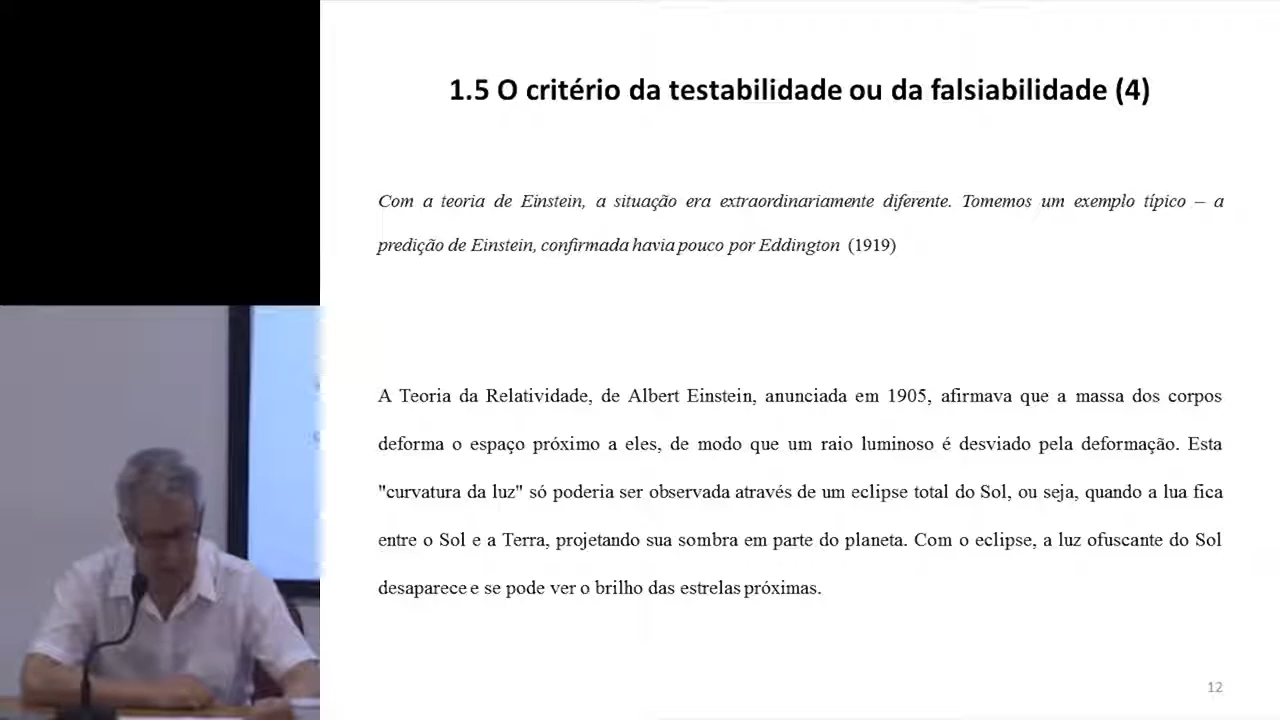 1.5 O critério da testabilidade ou da falsiabilidade (4)
Com a teoria de Einstein, a situação era extraordinariamente diferente. Tomemos um exemplo típico – a
predição de Einstein, confirmada havia pouco por Eddington (1919)
A Teoria da Relatividade, de Albert Einstein, anunciada em 1905, afirmava que a massa dos corpos
deforma o espaço próximo a eles, de modo que um raio luminoso é desviado pela deformação. Esta
"curvatura da luz" só poderia ser observada através de um eclipse total do Sol, ou seja, quando a lua fica
entre o Sol e a Terra, projetando sua sombra em parte do planeta. Com o eclipse, a luz ofuscante do Sol
desaparece e se pode ver o brilho das estrelas próximas.
12